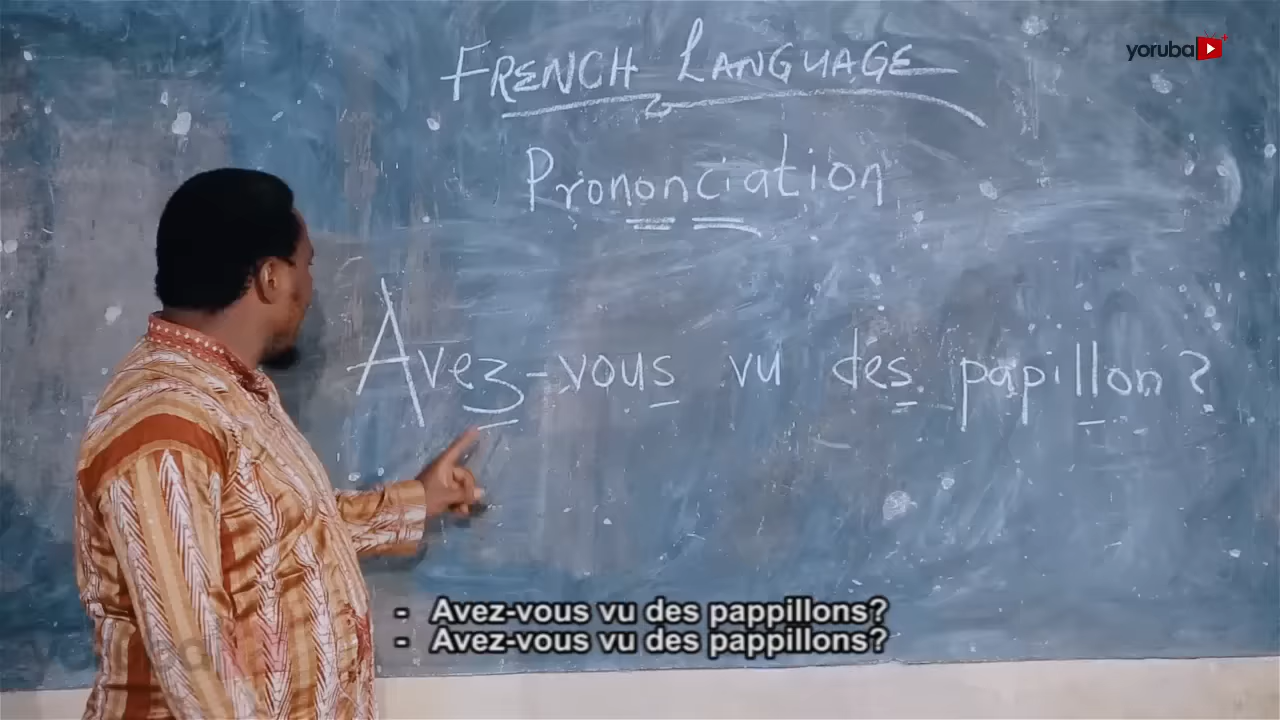 yoruba
FRENCH LANGUAGE
Prononciation
Avez-vous vu des papillon?
- Avez-vous vu des pappillons?
- Avez-vous vu des pappillons?